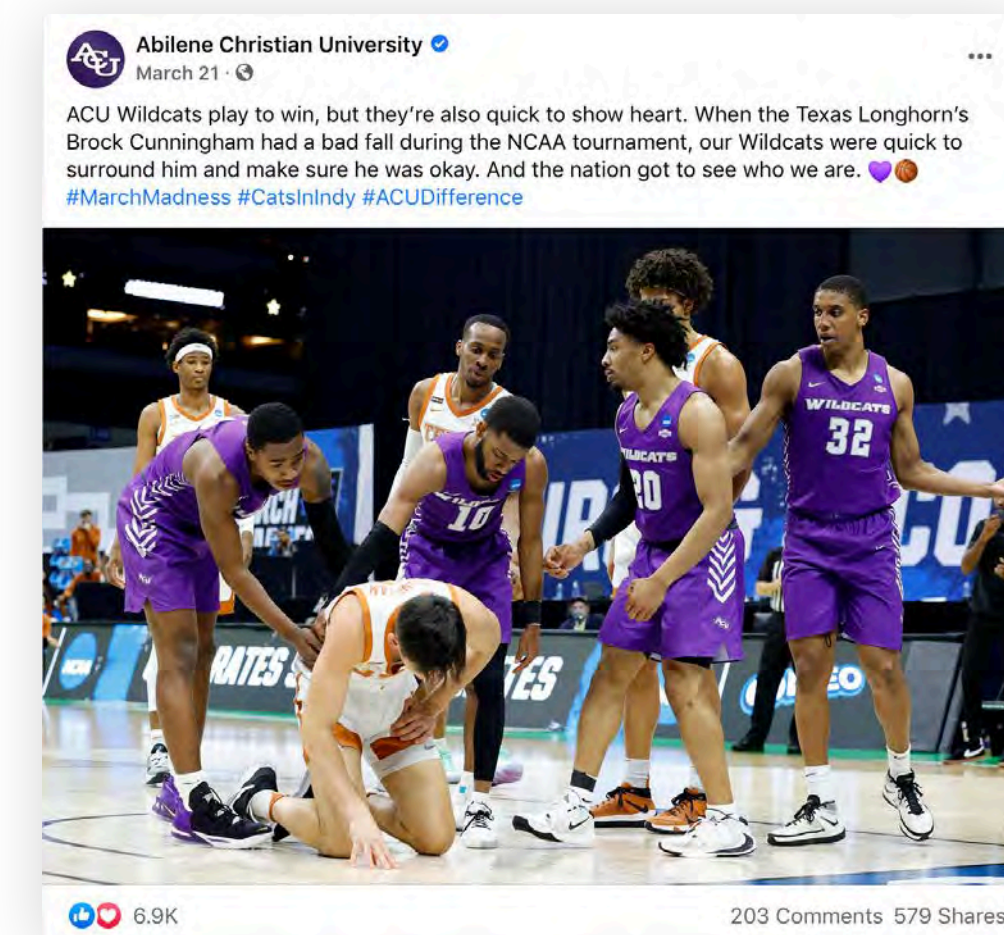 ACU
Abilene Christian University
March 21 ·
ACU Wildcats play to win, but they're also quick to show heart. When the Texas Longhorn's
Brock Cunningham had a bad fall during the NCAA tournament, our Wildcats were quick to
surround him and make sure he was okay. And the nation got to see who we are. 💜🏀
#MarchMadness #CatsInIndy #ACUDifference
WILDCATS
32
WILDCATS
20
10
NCAA
RATES
TES
6.9K
203 Comments 579 Shares